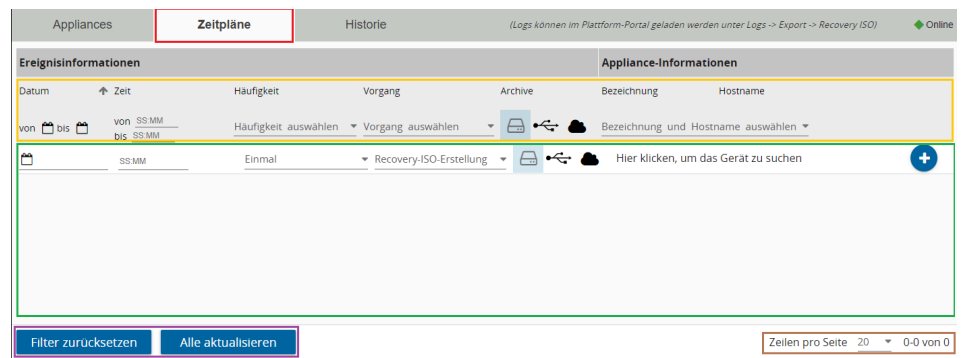 Appliances Zeitpläne Historie (Logs können im Plattform-Portal geladen werden unter Logs -> Export -> Recovery ISO) Online
Ereignisinformationen Appliance-Informationen
Datum Zeit Häufigkeit Vorgang Archive Bezeichnung Hostname
von bis von SS:MM Häufigkeit auswählen Vorgang auswählen Bezeichnung und Hostname auswählen
bis SS:MM
SS:MM Einmal Recovery-ISO-Erstellung Hier klicken, um das Gerät zu suchen
Filter zurücksetzen Alle aktualisieren Zeilen pro Seite 20 0-0 von 0